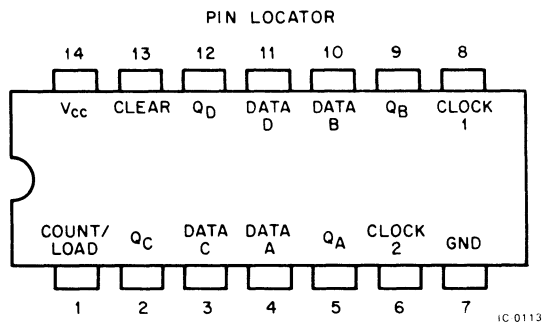 PIN LOCATOR
14 13 12 11 10 9 8
Vcc CLEAR QD DATA D DATA B QB CLOCK 1
COUNT/LOAD QC DATA C DATA A QA CLOCK 2 GND
1 2 3 4 5 6 7
IC 0113